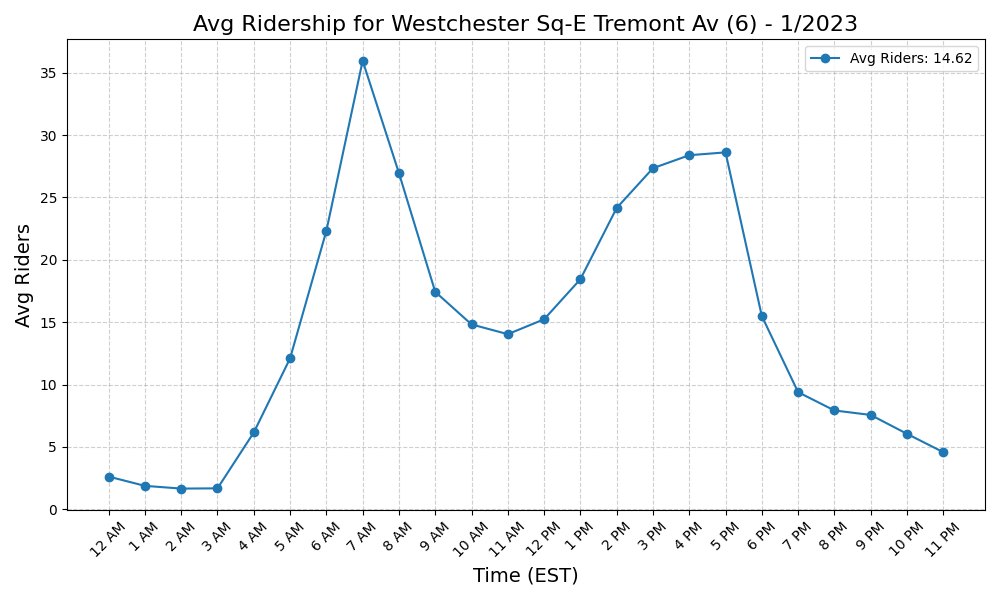 Avg Ridership for Westchester Sq-E Tremont Av (6) - 1/2023
Avg Riders: 14.62
Avg Riders
35
30
25
20
15
10
5
0
12 AM
1 AM
2 AM
3 AM
4 AM
5 AM
6 AM
7 AM
8 AM
9 AM
10 AM
11 AM
12 PM
1 PM
2 PM
3 PM
4 PM
5 PM
6 PM
7 PM
8 PM
9 PM
10 PM
11 PM
Time (EST)